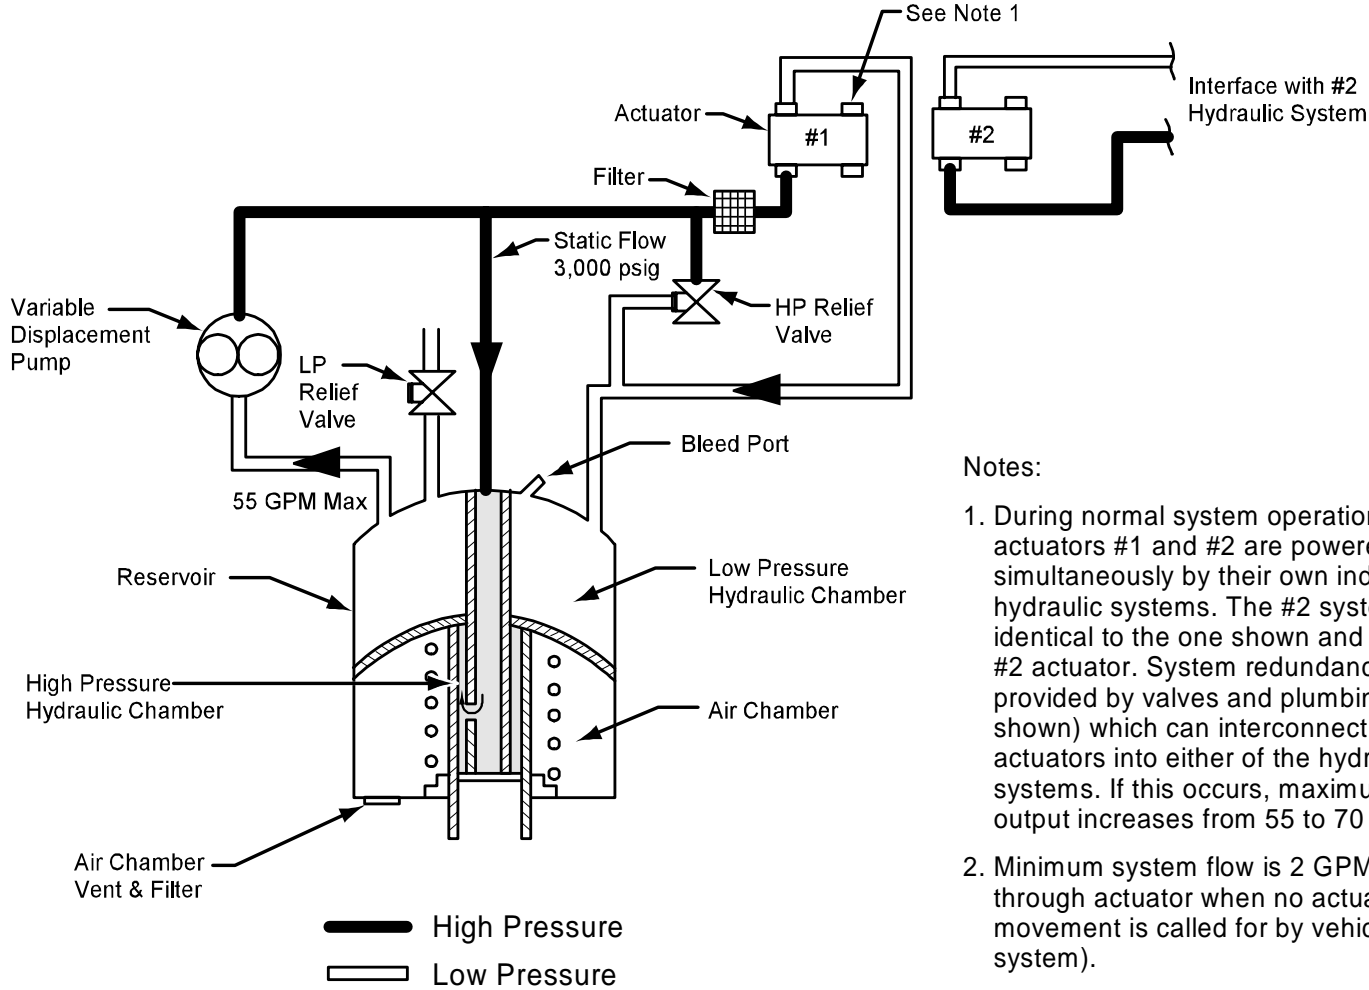 See Note 1
Interface with #2
Hydraulic System
Actuator
#1
#2
Filter
Static Flow
3,000 psig
HP Relief
Valve
Variable
Displacement
Pump
LP
Relief
Valve
Bleed Port
55 GPM Max
Reservoir
Low Pressure
Hydraulic Chamber
High Pressure
Hydraulic Chamber
Air Chamber
Air Chamber
Vent & Filter
High Pressure
Low Pressure
Notes:
1. During normal system operation
actuators #1 and #2 are powere
simultaneously by their own ind
hydraulic systems. The #2 syste
identical to the one shown and
#2 actuator. System redundanc
provided by valves and plumbin
shown) which can interconnect
actuators into either of the hydr
systems. If this occurs, maximu
output increases from 55 to 70
2. Minimum system flow is 2 GPM
through actuator when no actua
movement is called for by vehic
system).